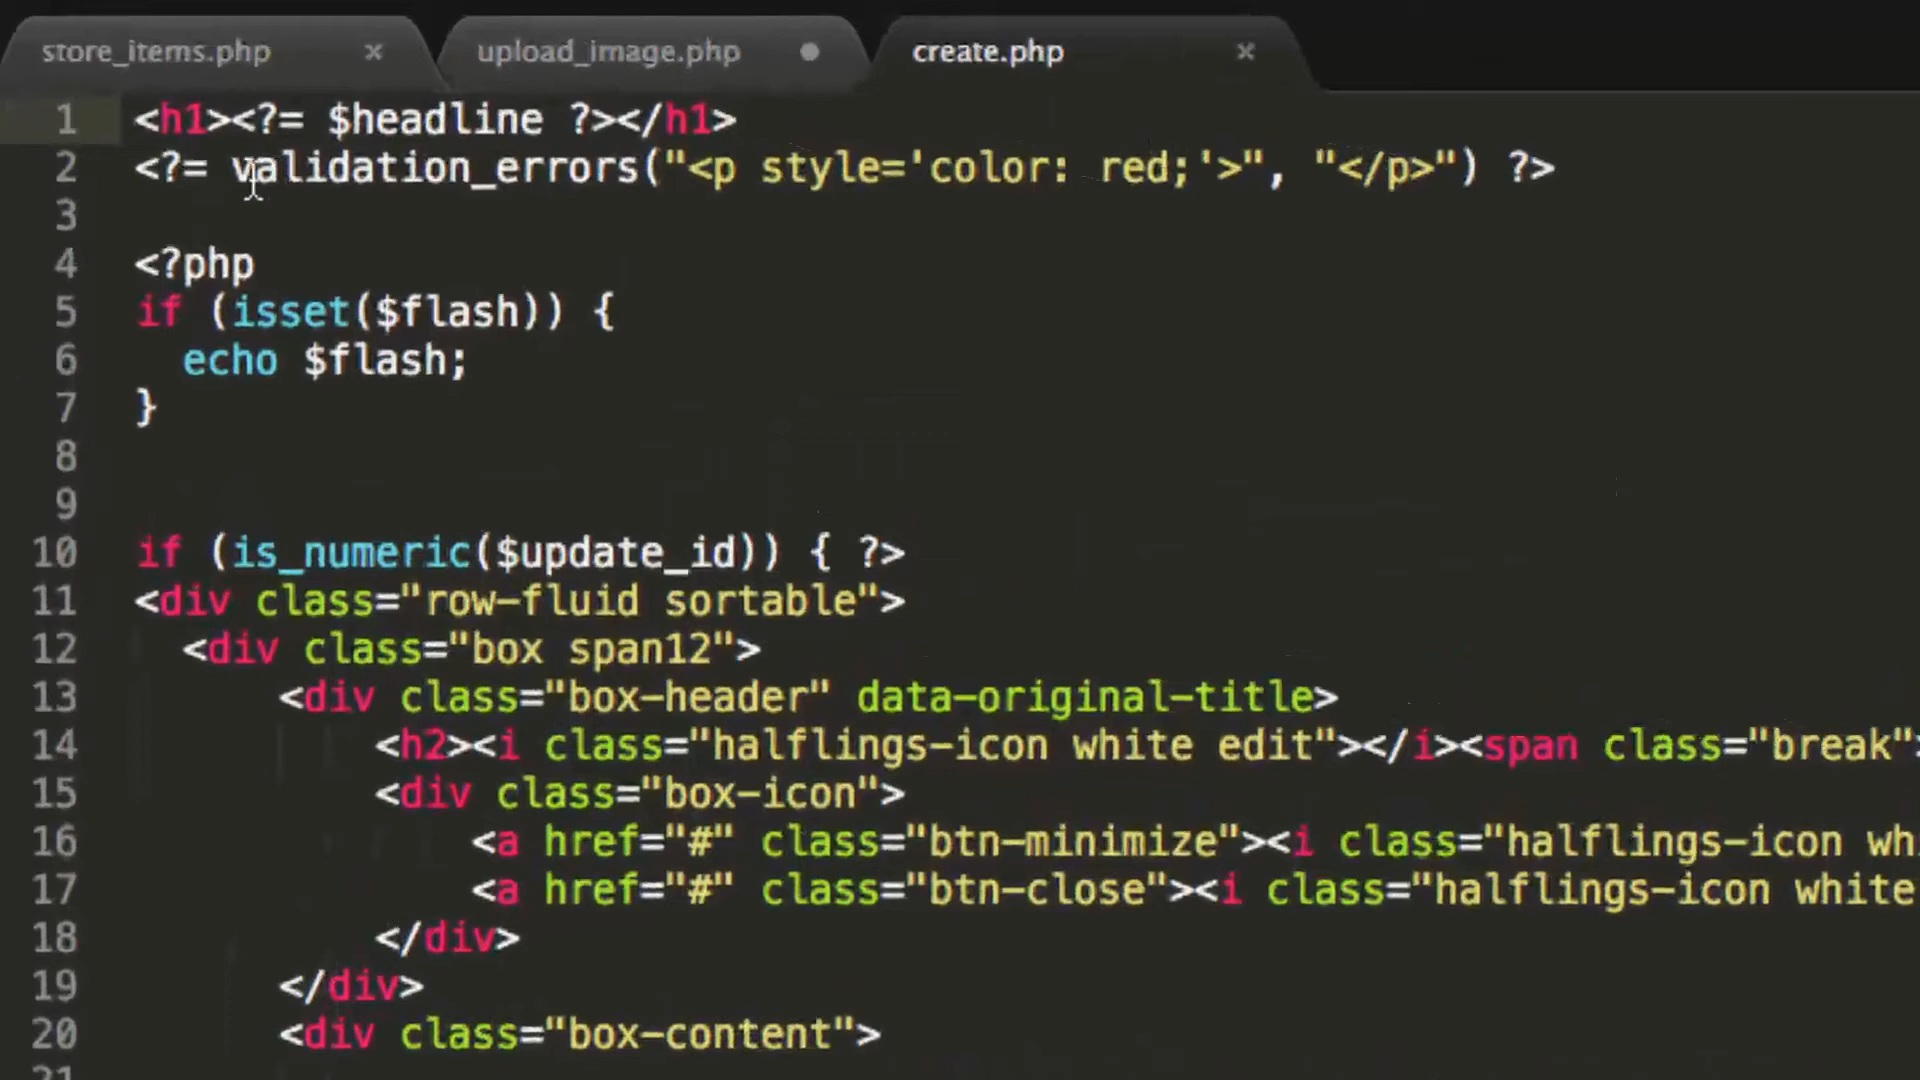 store_items.php × upload_image.php create.php ×
1 <h1><?= $headline ?></h1>
2 <?= validation_errors("<p style='color: red;'>", "</p>") ?>
3
4 <?php
5 if (isset($flash)) {
6 echo $flash;
7 }
8
9
10 if (is_numeric($update_id)) { ?>
11 <div class="row-fluid sortable">
12 <div class="box span12">
13 <div class="box-header" data-original-title>
14 <h2><i class="halflings-icon white edit"></i><span class="break">
15 <div class="box-icon">
16 <a href="#" class="btn-minimize"><i class="halflings-icon wh
17 <a href="#" class="btn-close"><i class="halflings-icon white
18 </div>
19 </div>
20 <div class="box-content">
21